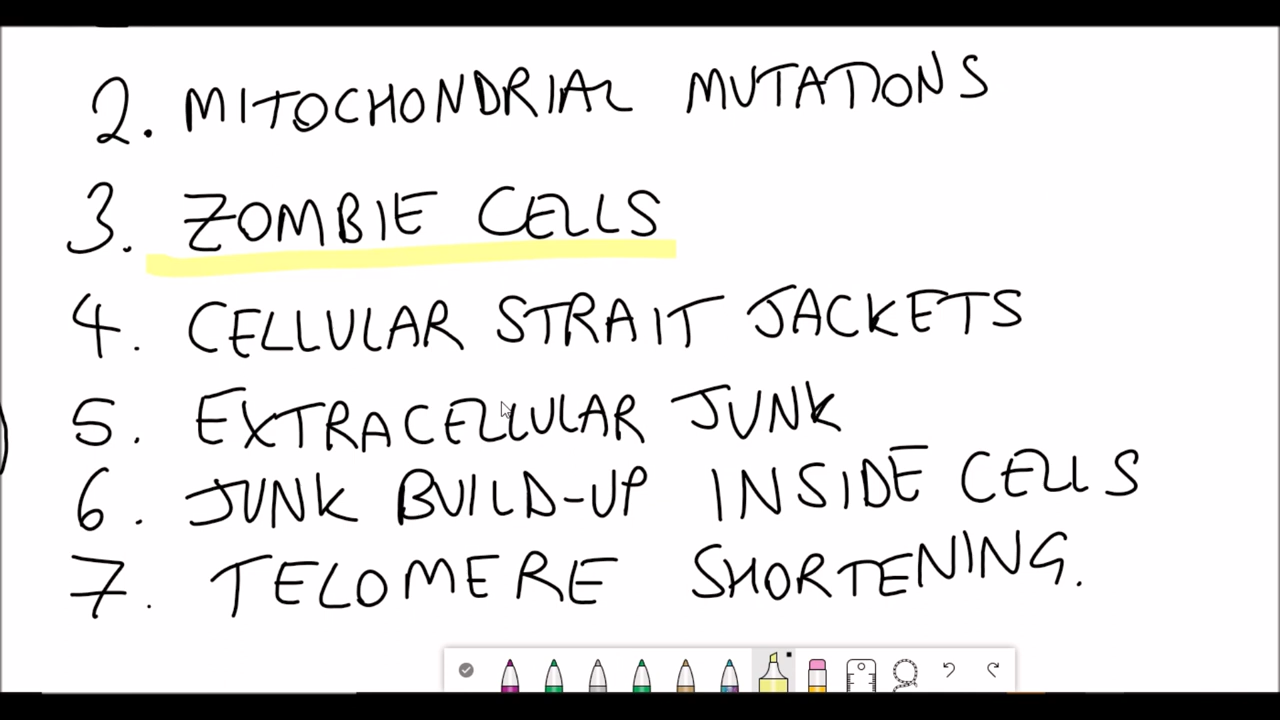 2. MITOCHONDRIAL MUTATIONS
3. ZOMBIE CELLS
4. CELLULAR STRAIT JACKETS
5. EXTRACELLULAR JUNK
6. JUNK BUILD-UP INSIDE CELLS
7. TELOMERE SHORTENING.